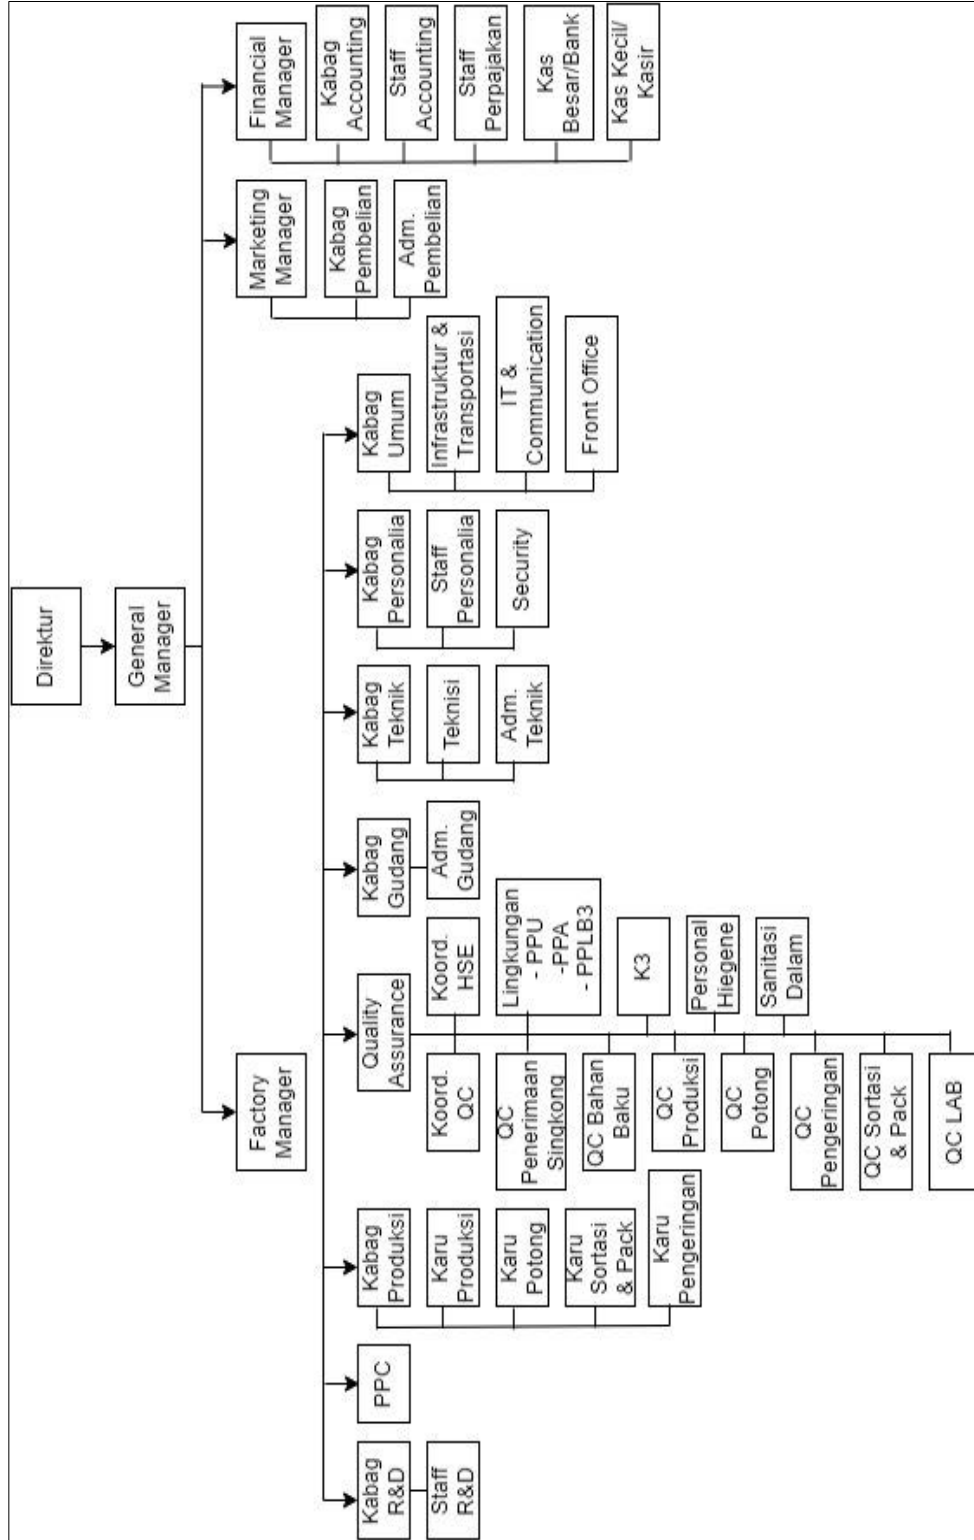 Direktur
General
Manager
Factory
Manager
Marketing
Manager
Financial
Manager
Kabag
R&D
Staff
R&D
PPC
Kabag
Produksi
Karu
Produksi
Karu
Potong
Karu
Sortasi
& Pack
Karu
Pengeringan
Quality
Assurance
Koord.
QC
Koord.
HSE
QC
Penerimaan
Singkong
Lingkungan
- PPU
-PPA
- PPLB3
QC Bahan
Baku
K3
QC
Produksi
Personal
Hiegene
QC
Potong
Sanitasi
Dalam
QC
Pengeringan
QC Sortasi
& Pack
QC LAB
Kabag
Gudang
Adm.
Gudang
Kabag
Teknik
Teknisi
Adm.
Teknik
Kabag
Personalia
Staff
Personalia
Security
Kabag
Umum
Infrastruktur &
Transportasi
IT &
Communication
Front Office
Kabag
Pembelian
Adm.
Pembelian
Kabag
Accounting
Staff
Accounting
Staff
Perpajakan
Kas
Besar/Bank
Kas Kecil/
Kasir